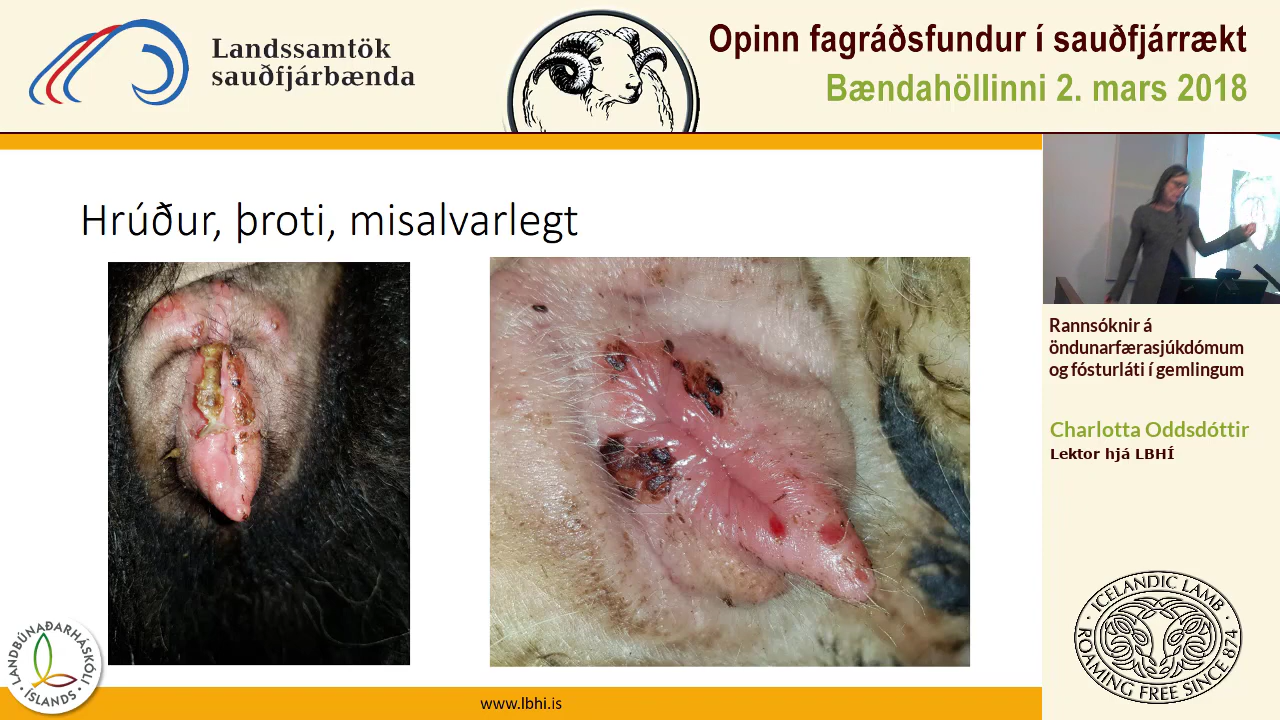 Landssamtök
sauðfjárbænda
Opinn fagráðsfundur í sauðfjárrækt
Bændahöllinni 2. mars 2018
Hrúður, þroti, misalvarlegt
Rannsóknir á
öndunarfærasjúkdómum
og fósturláti í gemlingum
Charlotta Oddsdóttir
Lektor hjá LBHÍ
LANDBÚNAÐARHÁSKÓLI
· ÍSLANDS ·
www.lbhi.is
· ICELANDIC LAMB ·
ROAMING FREE SINCE 874